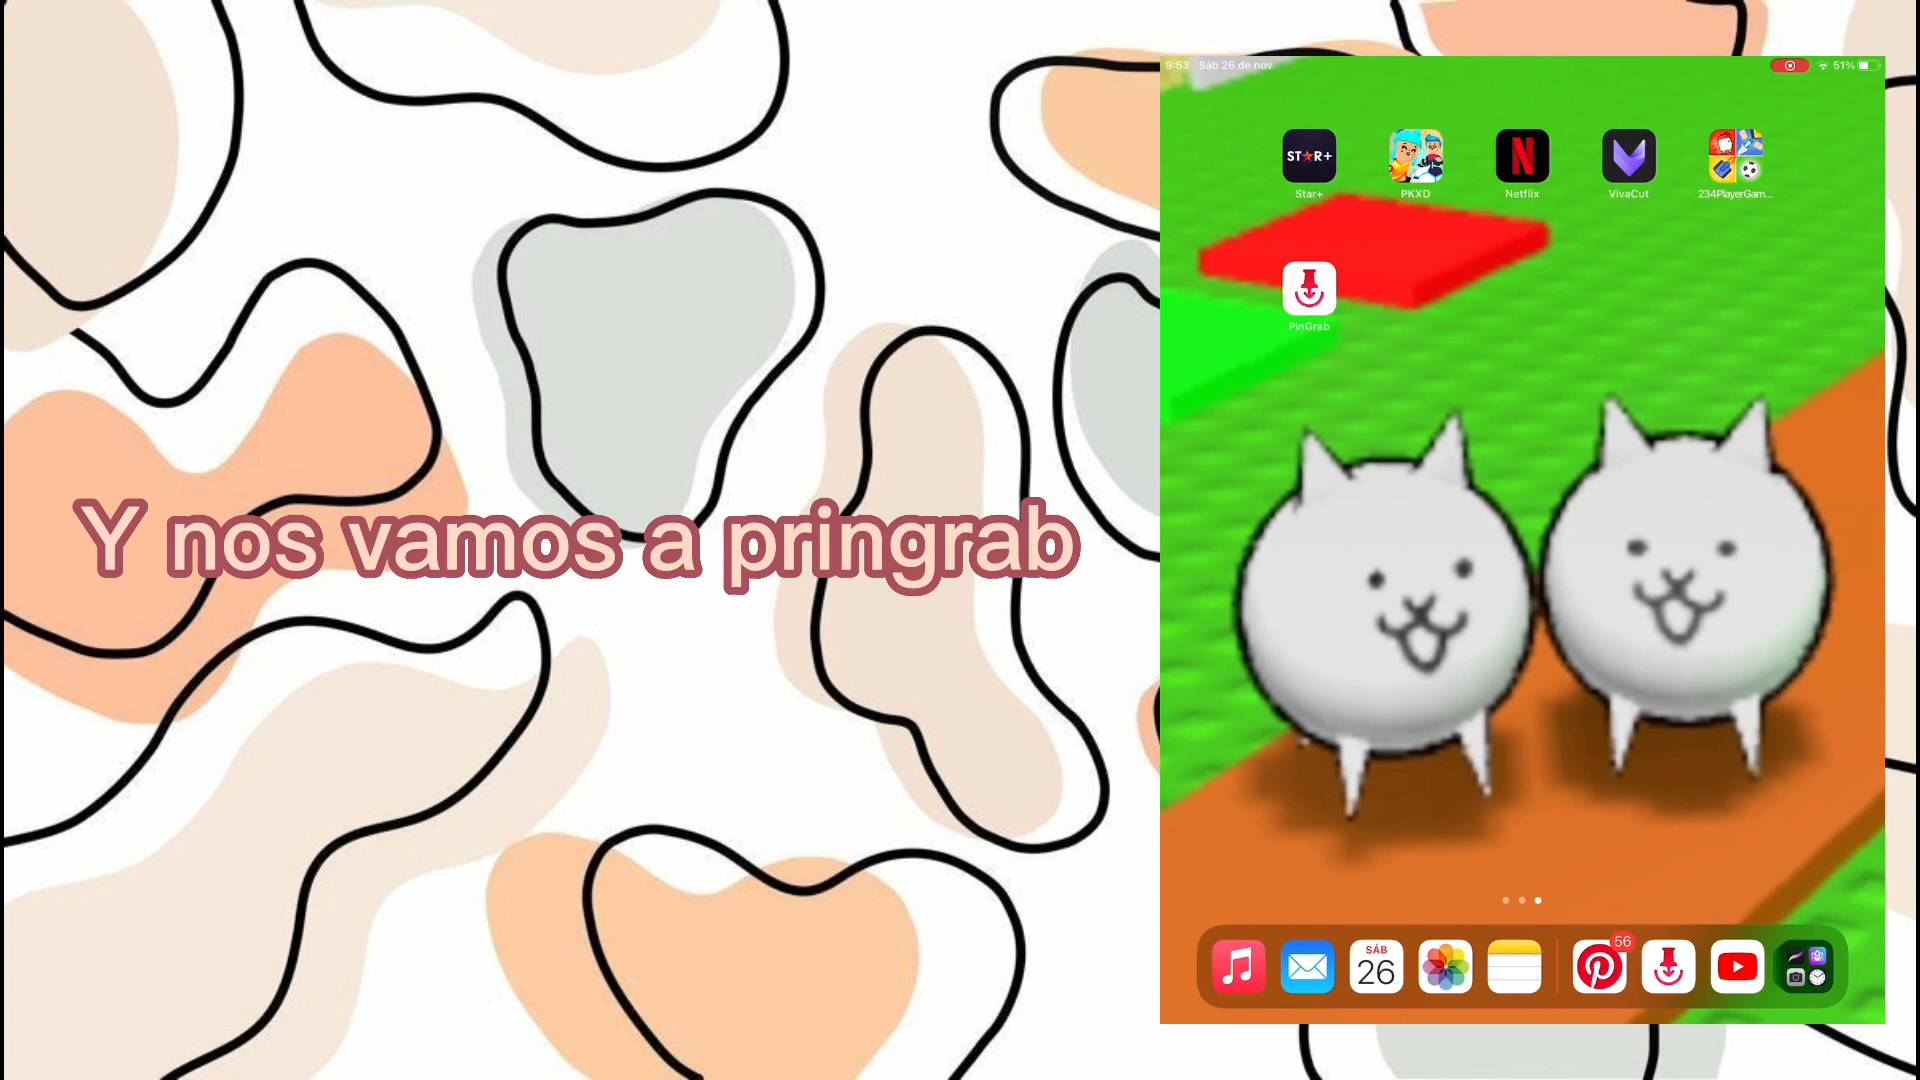 9:53 Sáb 26 de nov
51%
ST★R+
Star+
PKXD
Netflix
VivaCut
234PlayerGam...
PinGrab
Y nos vamos a pringrab
SÁB
26
56